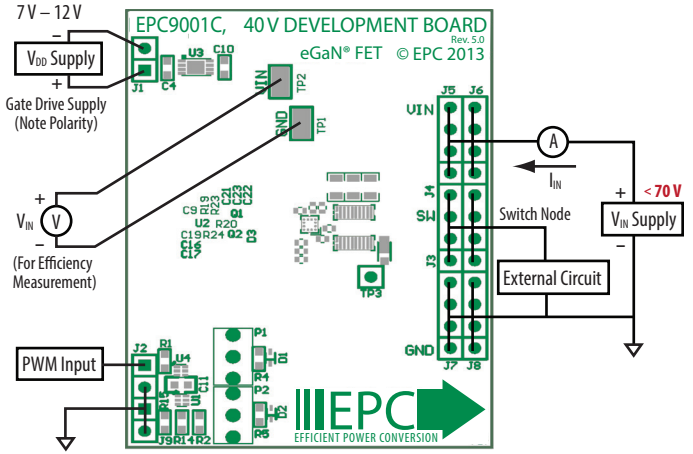 7 V – 12 V
–
VDD Supply
+
Gate Drive Supply
(Note Polarity)
EPC9001C, 40 V DEVELOPMENT BOARD
Rev. 5.0
eGaN® FET © EPC 2013
U3
C10
C4
J1
VIN
TP2
GND
TP1
J5 J6
VIN
A
IIN
+
< 70 V
VIN Supply
–
+
VIN
V
–
(For Efficiency
Measurement)
C9
R19
R23
C21
C23
C22
Q1
U2 R20
C19 R24 Q2 D3
C16
C17
J4
SW
J3
Switch Node
External Circuit
TP3
PWM Input
J2
R1
U4
C11
R15
U1
J9 R14 R2
P1
D1
R4
P2
D2
R5
GND
J7 J8
EPC
EFFICIENT POWER CONVERSION